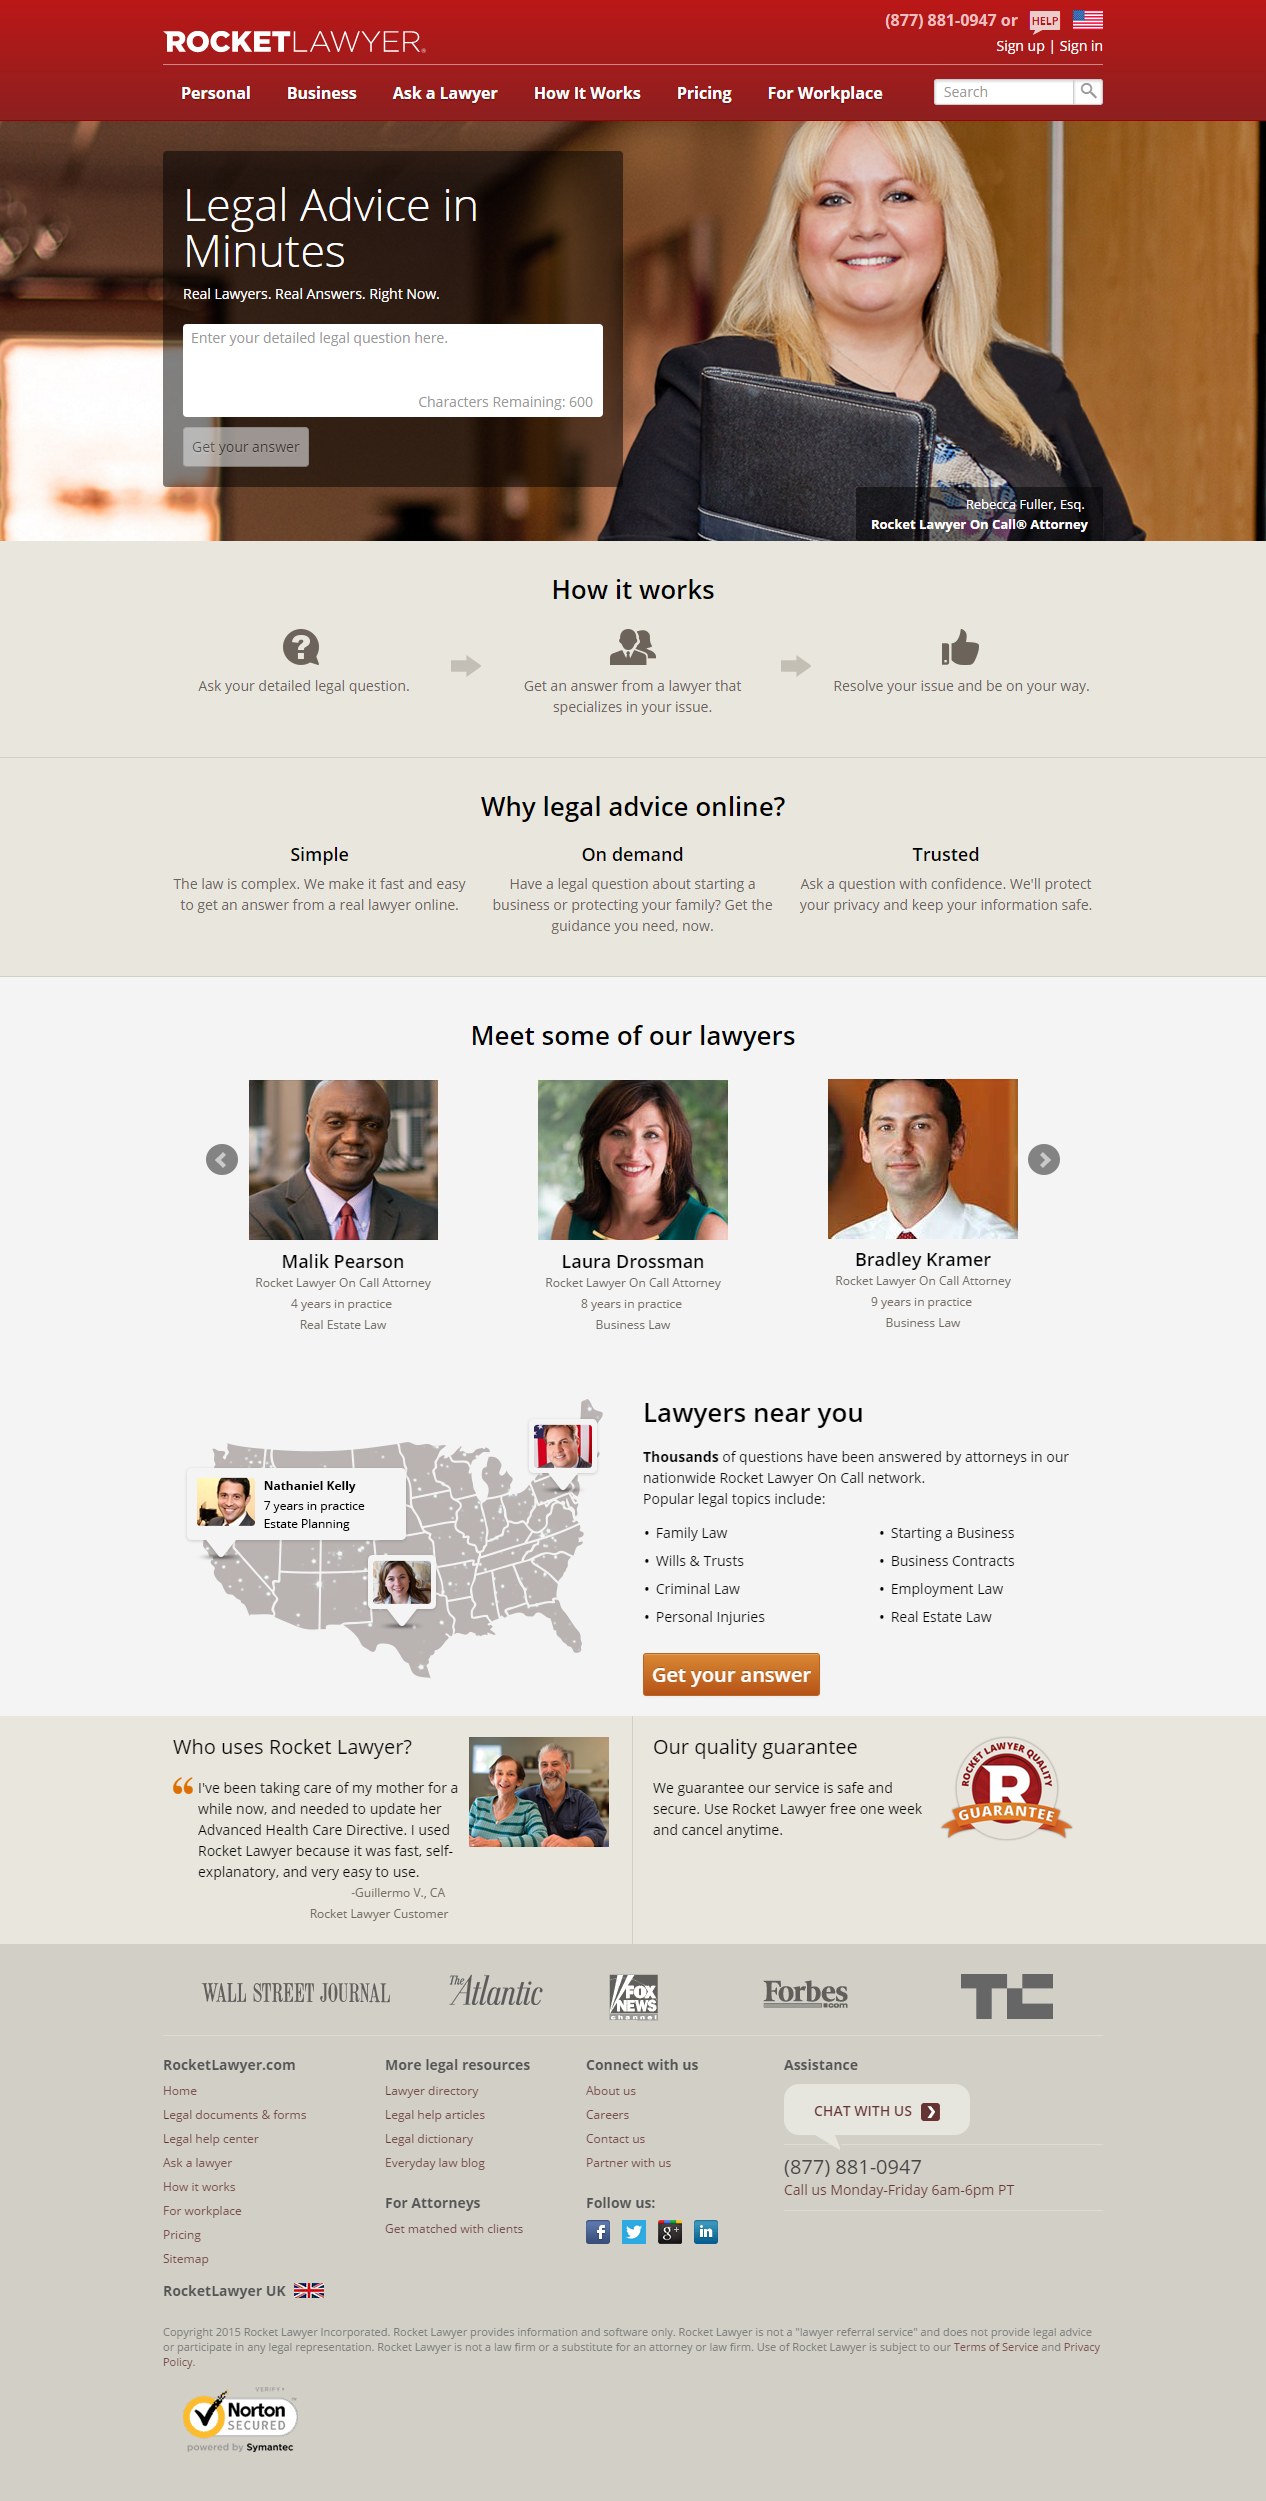 (877) 881-0947 or HELP
ROCKETLAWYER®
Sign up | Sign in
Personal Business Ask a Lawyer How It Works Pricing For Workplace Search
Legal Advice in
Minutes
Real Lawyers. Real Answers. Right Now.
Enter your detailed legal question here.
Characters Remaining: 600
Get your answer
Rebecca Fuller, Esq.
Rocket Lawyer On Call® Attorney
How it works
Ask your detailed legal question.
Get an answer from a lawyer that
specializes in your issue.
Resolve your issue and be on your way.
Why legal advice online?
Simple
The law is complex. We make it fast and easy
to get an answer from a real lawyer online.
On demand
Have a legal question about starting a
business or protecting your family? Get the
guidance you need, now.
Trusted
Ask a question with confidence. We'll protect
your privacy and keep your information safe.
Meet some of our lawyers
Malik Pearson
Rocket Lawyer On Call Attorney
4 years in practice
Real Estate Law
Laura Drossman
Rocket Lawyer On Call Attorney
8 years in practice
Business Law
Bradley Kramer
Rocket Lawyer On Call Attorney
9 years in practice
Business Law
Nathaniel Kelly
7 years in practice
Estate Planning
Lawyers near you
Thousands of questions have been answered by attorneys in our
nationwide Rocket Lawyer On Call network.
Popular legal topics include:
• Family Law
• Wills & Trusts
• Criminal Law
• Personal Injuries
• Starting a Business
• Business Contracts
• Employment Law
• Real Estate Law
Get your answer
Who uses Rocket Lawyer?
“ I've been taking care of my mother for a
while now, and needed to update her
Advanced Health Care Directive. I used
Rocket Lawyer because it was fast, self-
explanatory, and very easy to use.
-Guillermo V., CA
Rocket Lawyer Customer
Our quality guarantee
We guarantee our service is safe and
secure. Use Rocket Lawyer free one week
and cancel anytime.
ROCKET LAWYER QUALITY
R
GUARANTEE
WALL STREET JOURNAL
The Atlantic
FOX
NEWS
channel
Forbes
.com
TC
RocketLawyer.com
Home
Legal documents & forms
Legal help center
Ask a lawyer
How it works
For workplace
Pricing
Sitemap
RocketLawyer UK
More legal resources
Lawyer directory
Legal help articles
Legal dictionary
Everyday law blog
For Attorneys
Get matched with clients
Connect with us
About us
Careers
Contact us
Partner with us
Follow us:
f
g+
in
Assistance
CHAT WITH US
(877) 881-0947
Call us Monday-Friday 6am-6pm PT
Copyright 2015 Rocket Lawyer Incorporated. Rocket Lawyer provides information and software only. Rocket Lawyer is not a "lawyer referral service" and does not provide legal advice
or participate in any legal representation. Rocket Lawyer is not a law firm or a substitute for an attorney or law firm. Use of Rocket Lawyer is subject to our Terms of Service and Privacy
Policy.
VERIFY
Norton
SECURED
powered by Symantec